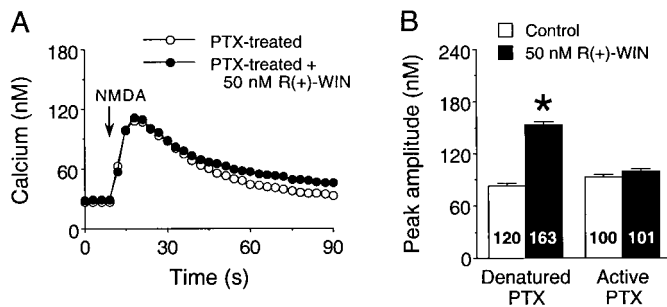 A
PTX-treated
PTX-treated +
50 nM R(+)-WIN
NMDA
Calcium (nM)
180
120
60
0
0 30 60 90
Time (s)
B
Control
50 nM R(+)-WIN
Peak amplitude (nM)
240
180
120
60
0
*
120 163 100 101
Denatured Active
PTX PTX